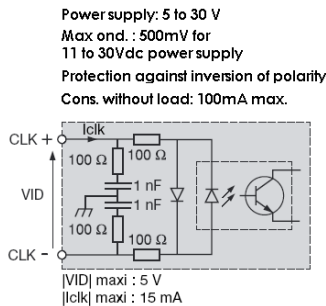 Power supply: 5 to 30 V
Max ond. : 500mV for
11 to 30Vdc power supply
Protection against inversion of polarity
Cons. without load: 100mA max.
Iclk
CLK +
100 Ω
100 Ω
1 nF
VID
1 nF
100 Ω
100 Ω
CLK -
|VID| maxi : 5 V
|Iclk| maxi : 15 mA